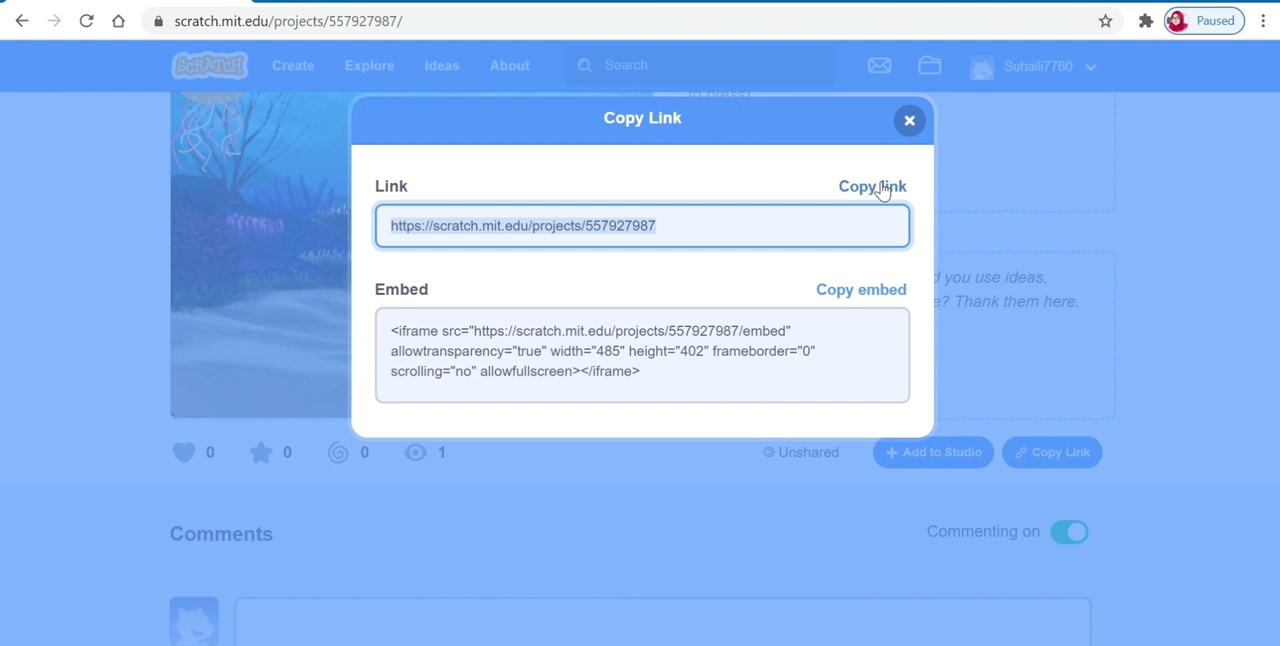 scratch.mit.edu/projects/557927987/
Paused
SCRATCH
Create
Explore
Ideas
About
Search
Suhaili7760
Copy Link
Link
Copy link
https://scratch.mit.edu/projects/557927987
Embed
Copy embed
<iframe src="https://scratch.mit.edu/projects/557927987/embed"
allowtransparency="true" width="485" height="402" frameborder="0"
scrolling="no" allowfullscreen></iframe>
you use ideas,
Thank them here.
0
0
0
1
Unshared
Add to Studio
Copy Link
Comments
Commenting on